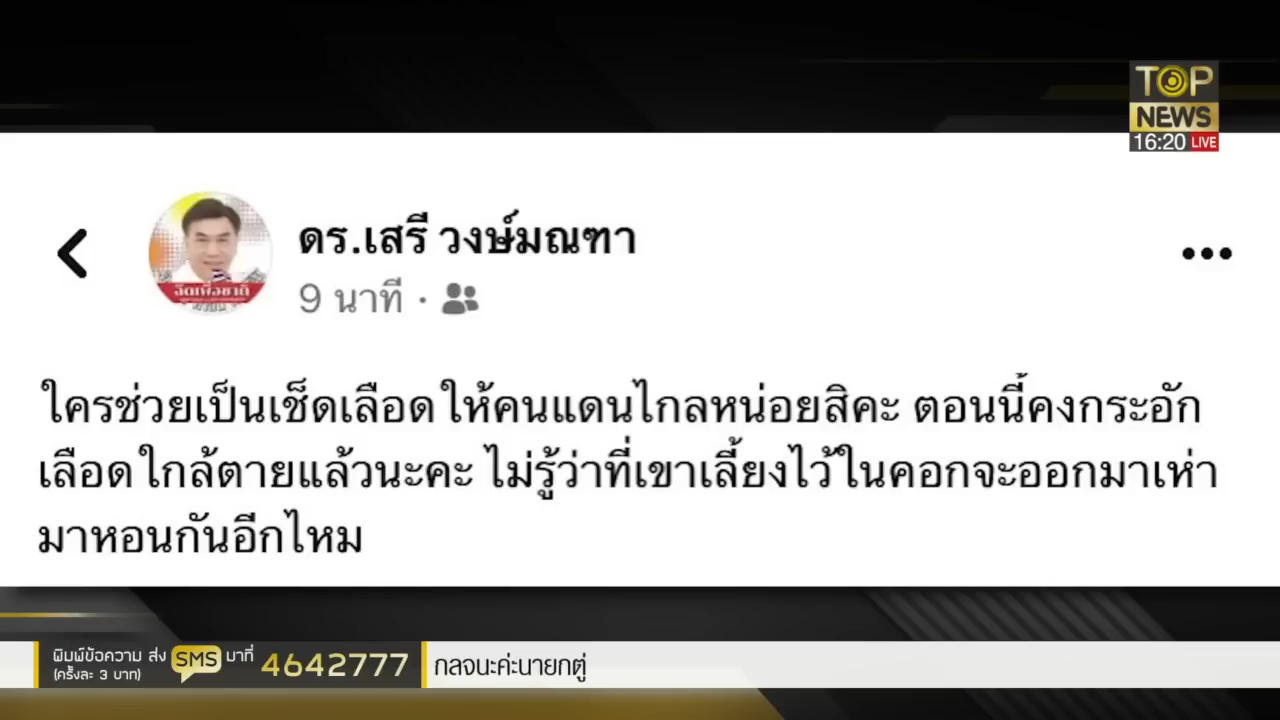 TOP
NEWS
16:20 LIVE
ดร.เสรี วงษ์มณฑา
9 นาที ·
ใครช่วยเป็นเช็ดเลือดให้คนแดนไกลหน่อยสิคะ ตอนนี้คงกระอัก
เลือดใกล้ตายแล้วนะคะ ไม่รู้ว่าที่เขาเลี้ยงไว้ในคอกจะออกมาเห่า
มาหอนกันอีกไหม
พิมพ์ข้อความ ส่ง SMS มาที่ 4642777
(ครั้งละ 3 บาท)
กลจนะค่ะนายกตู่